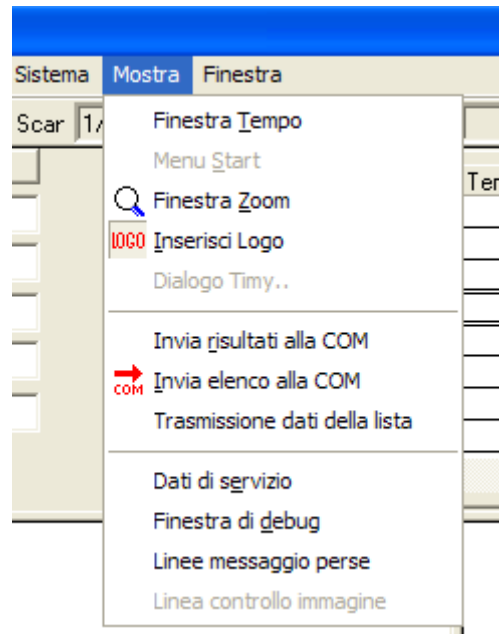 Sistema Mostra Finestra
Scar 1/
Ter
Finestra Tempo
Menu Start
Finestra Zoom
LOGO Inserisci Logo
Dialogo Timy..
Invia risultati alla COM
COM Invia elenco alla COM
Trasmissione dati della lista
Dati di servizio
Finestra di debug
Linee messaggio perse
Linea controllo immagine